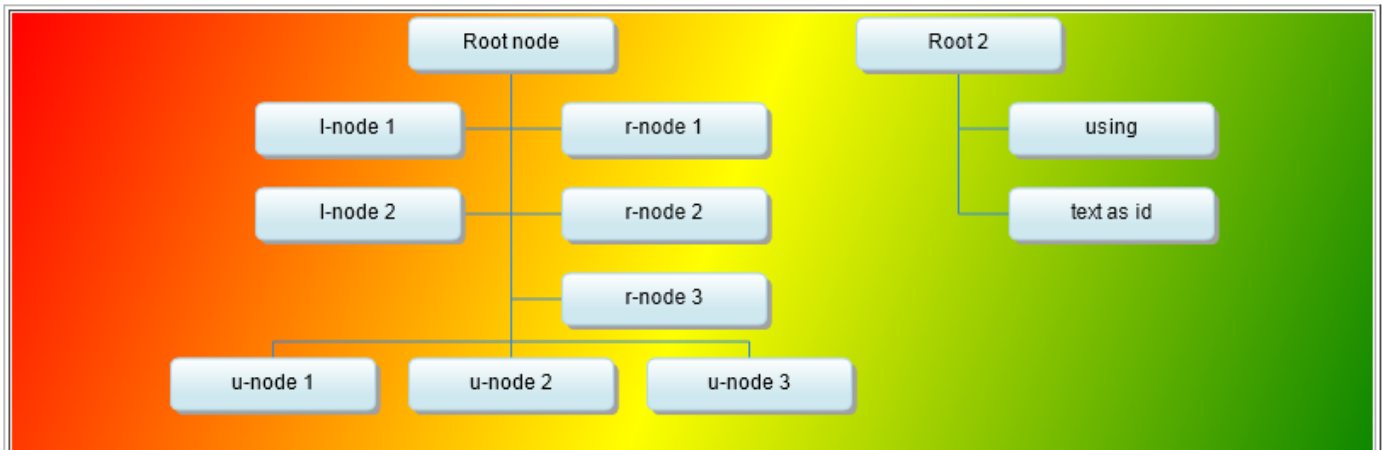 Root node
Root 2
l-node 1
r-node 1
using
l-node 2
r-node 2
text as id
r-node 3
u-node 1
u-node 2
u-node 3